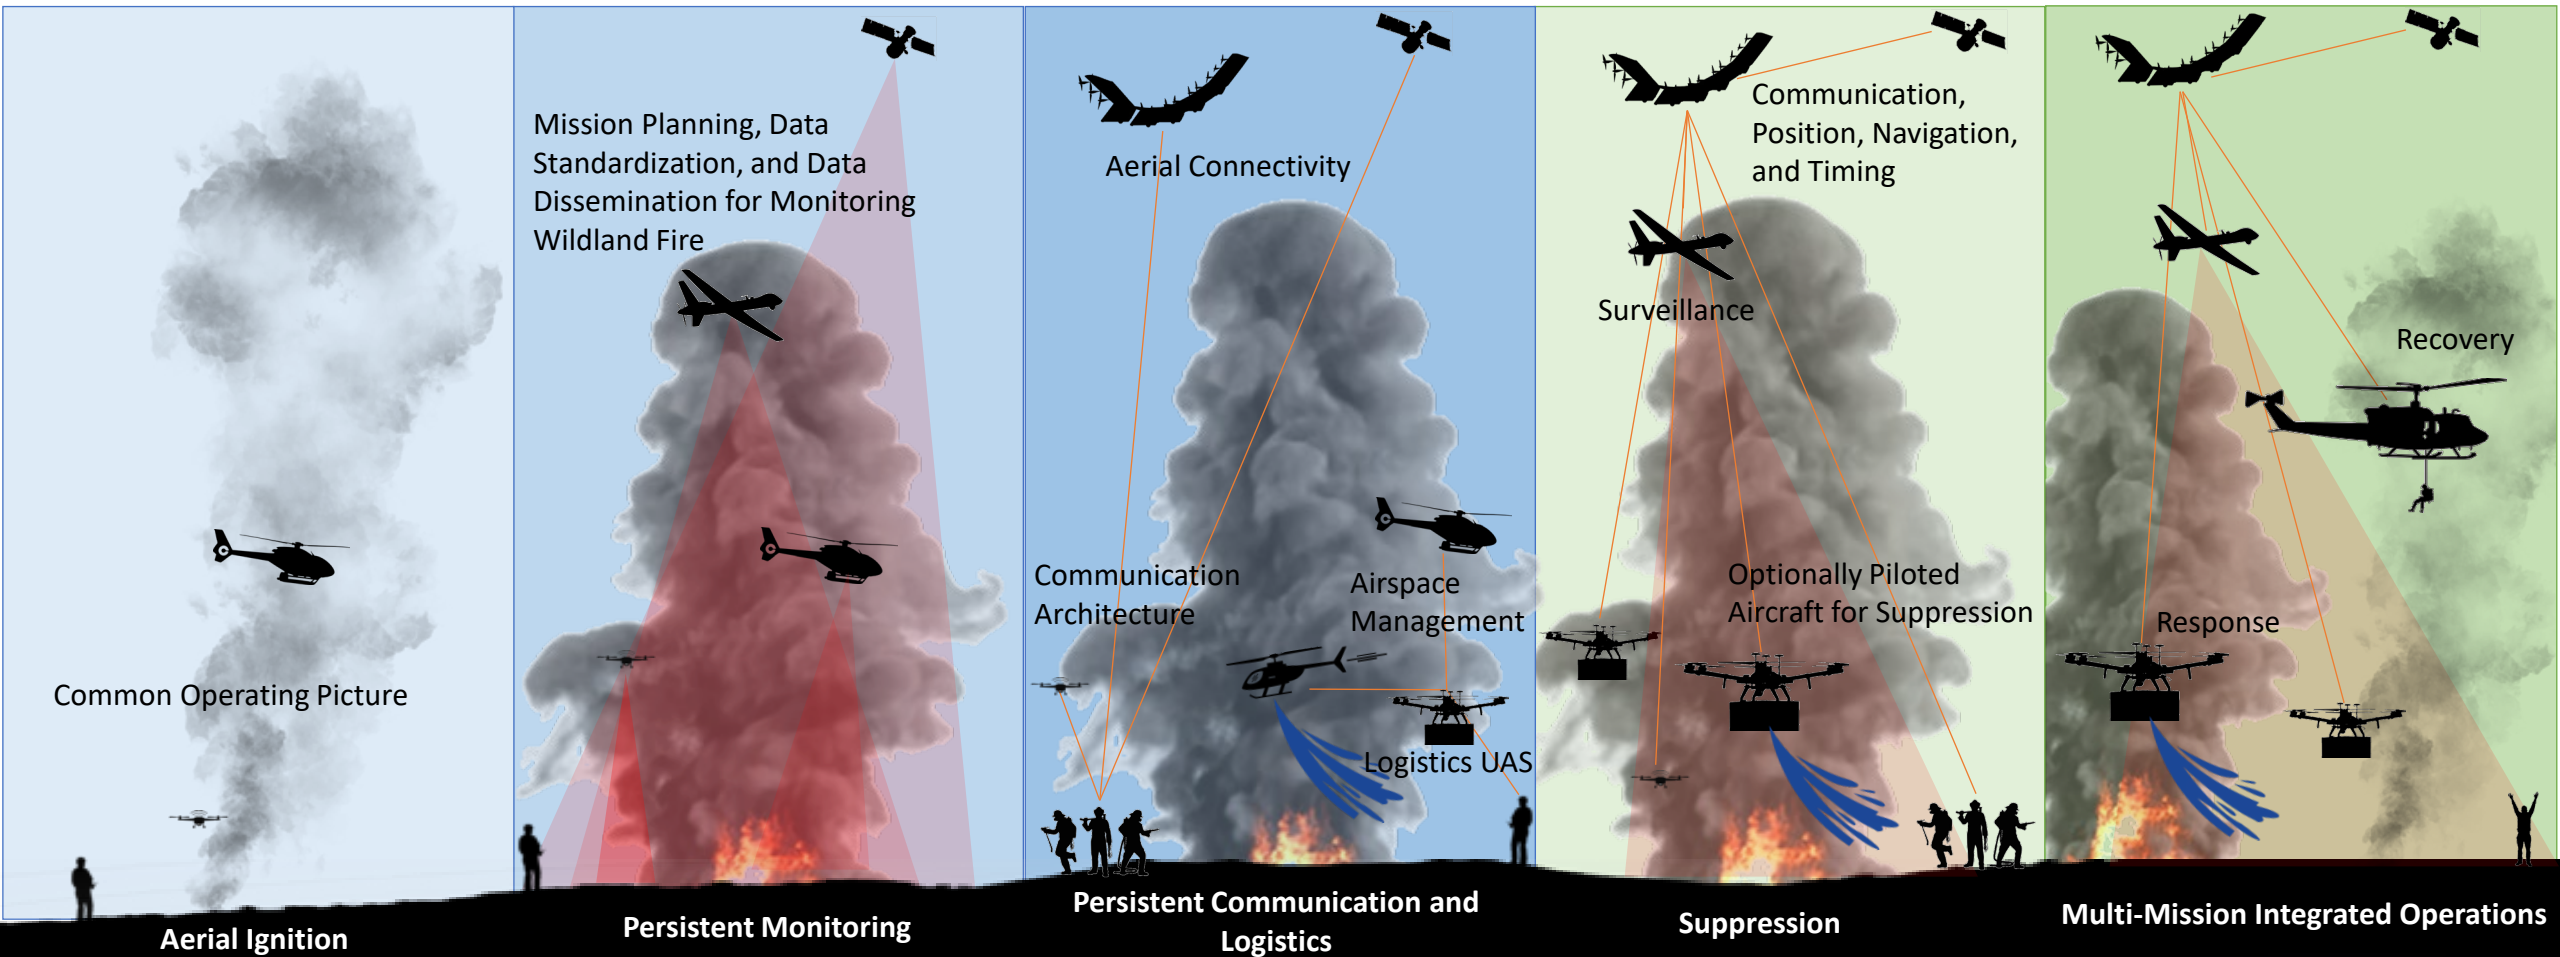 Common Operating Picture
Aerial Ignition
Mission Planning, Data
Standardization, and Data
Dissemination for Monitoring
Wildland Fire
Persistent Monitoring
Aerial Connectivity
Communication
Architecture
Airspace
Management
Logistics UAS
Persistent Communication and
Logistics
Communication,
Position, Navigation,
and Timing
Surveillance
Optionally Piloted
Aircraft for Suppression
Suppression
Recovery
Response
Multi-Mission Integrated Operations